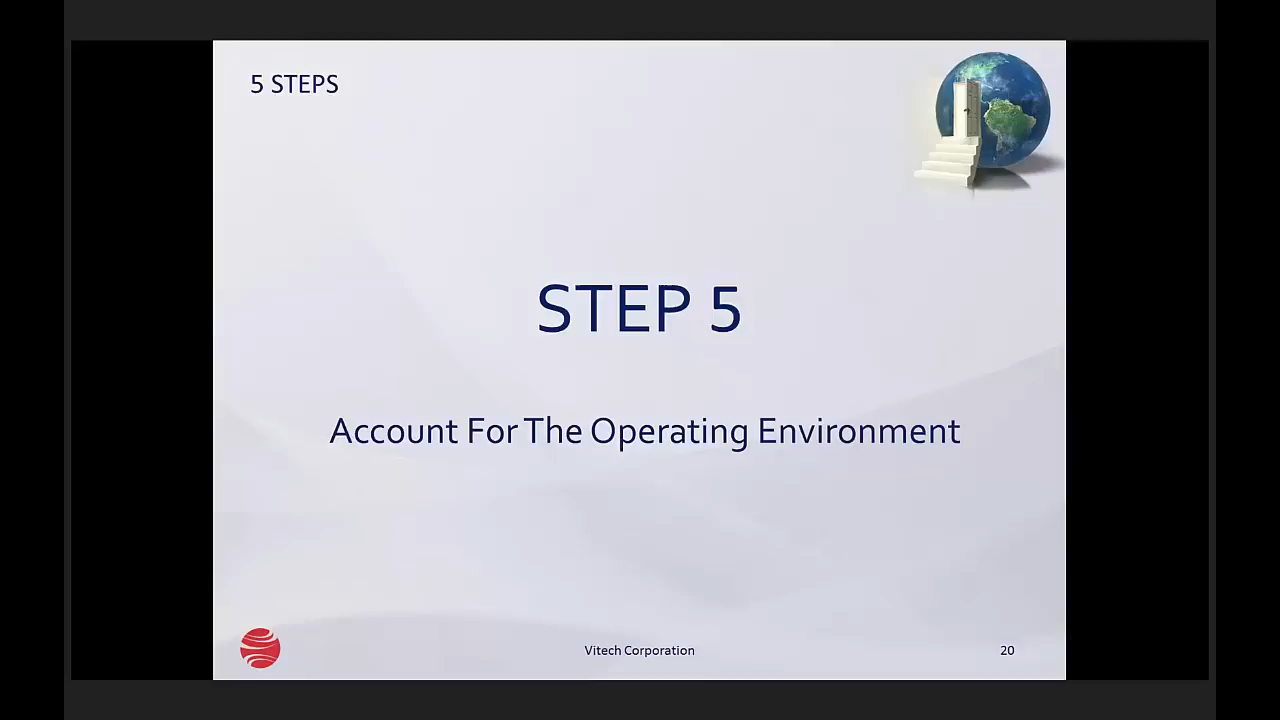 5 STEPS
STEP 5
Account For The Operating Environment
Vitech Corporation
20